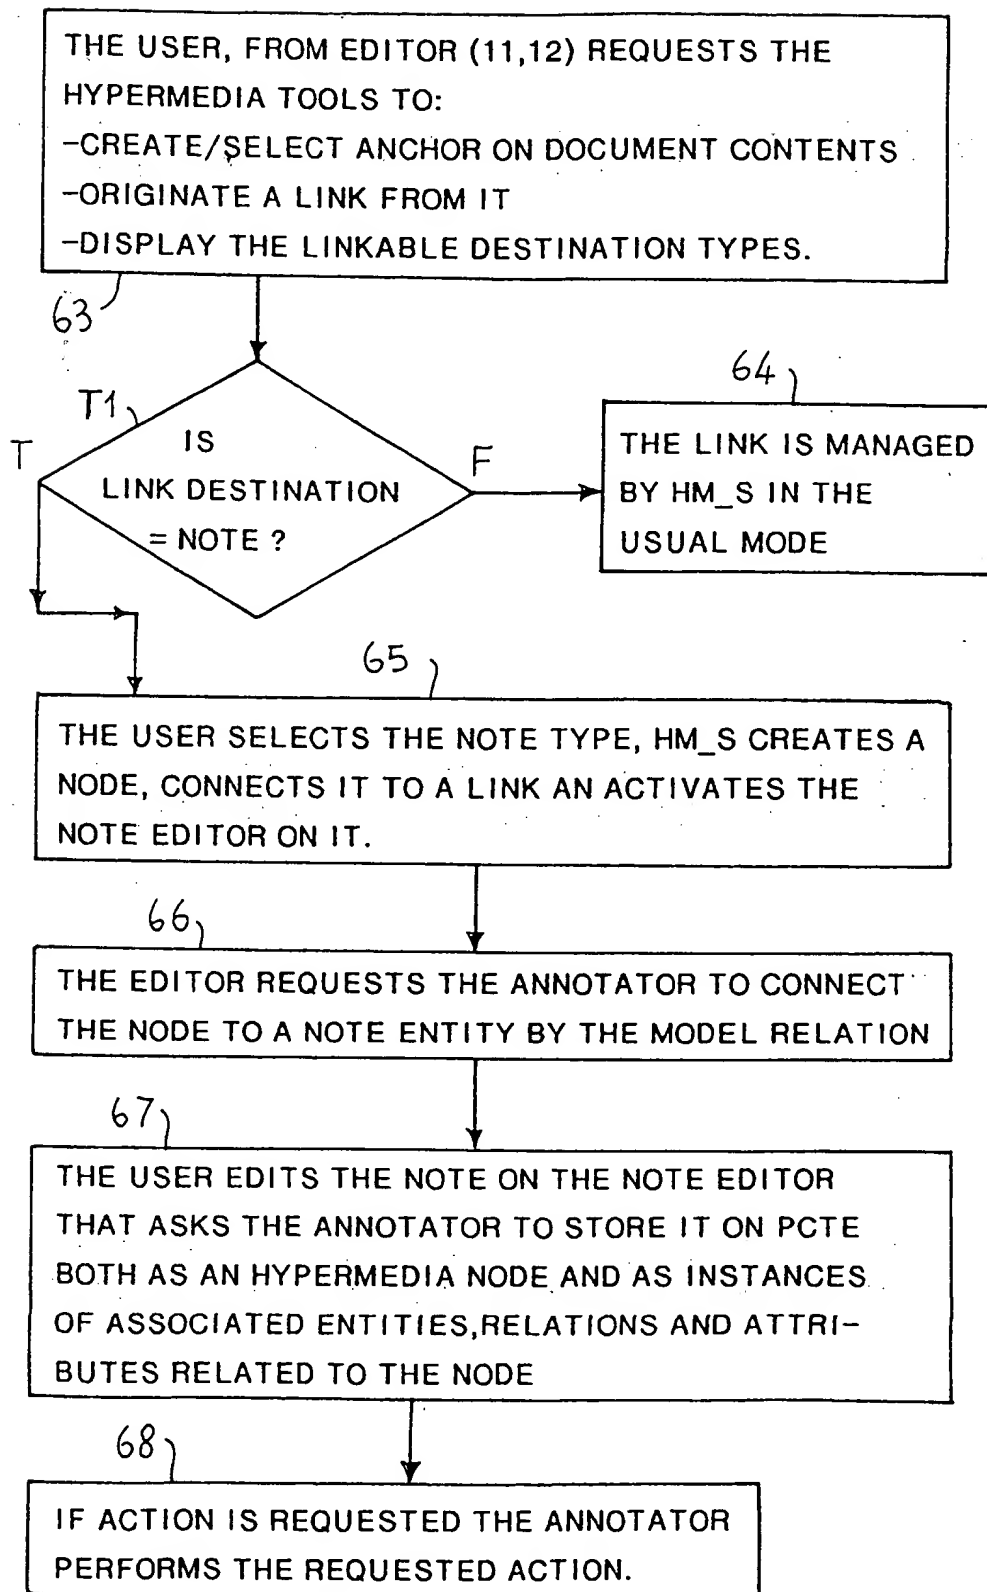 THE USER, FROM EDITOR (11,12) REQUESTS THE
HYPERMEDIA TOOLS TO:
-CREATE/SELECT ANCHOR ON DOCUMENT CONTENTS
-ORIGINATE A LINK FROM IT
-DISPLAY THE LINKABLE DESTINATION TYPES.
63
T1
T
IS
LINK DESTINATION
= NOTE ?
F
64
THE LINK IS MANAGED
BY HM_S IN THE
USUAL MODE
65
THE USER SELECTS THE NOTE TYPE, HM_S CREATES A
NODE, CONNECTS IT TO A LINK AN ACTIVATES THE
NOTE EDITOR ON IT.
66
THE EDITOR REQUESTS THE ANNOTATOR TO CONNECT
THE NODE TO A NOTE ENTITY BY THE MODEL RELATION
67
THE USER EDITS THE NOTE ON THE NOTE EDITOR
THAT ASKS THE ANNOTATOR TO STORE IT ON PCTE
BOTH AS AN HYPERMEDIA NODE AND AS INSTANCES
OF ASSOCIATED ENTITIES,RELATIONS AND ATTRI-
BUTES RELATED TO THE NODE
68
IF ACTION IS REQUESTED THE ANNOTATOR
PERFORMS THE REQUESTED ACTION.